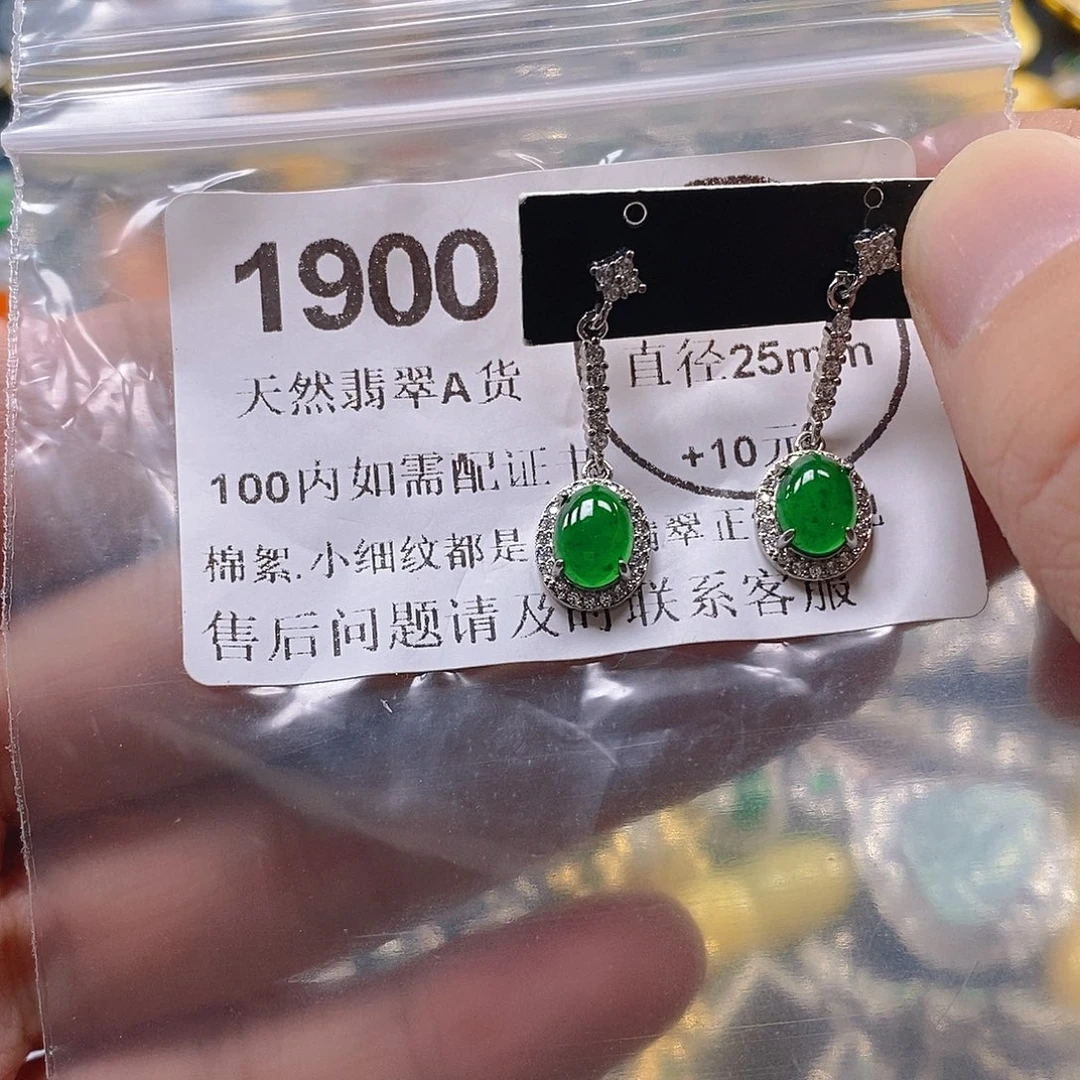 1900
天然翡翠A货
直径25mm
100内如需配证
+10元
棉絮.小细纹都是
翠正
售后问题请及时联系客服